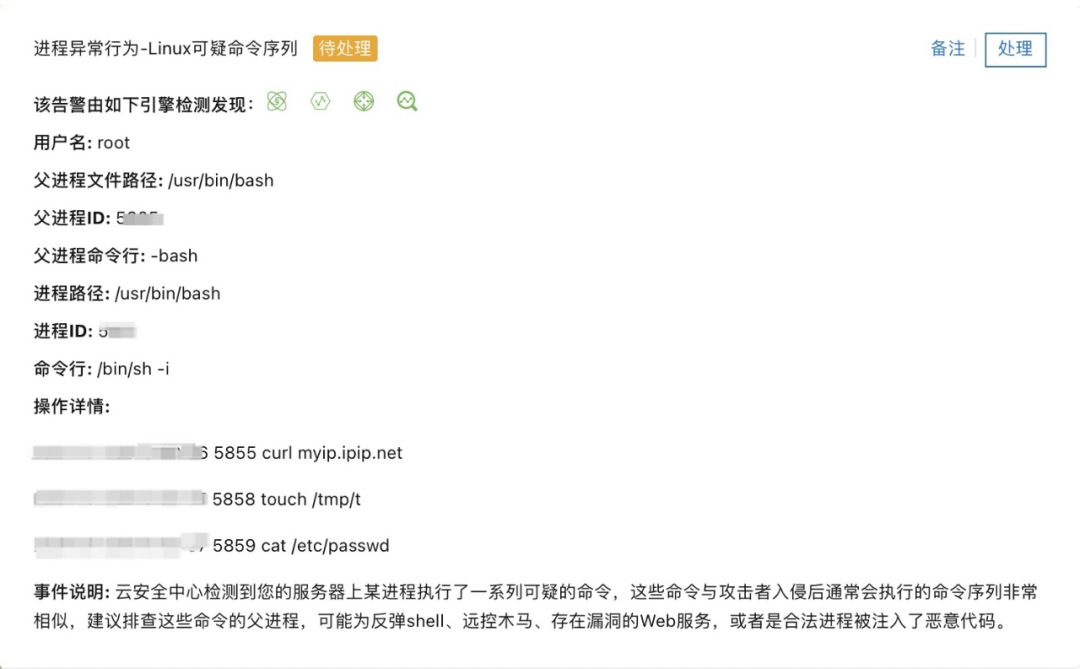 进程异常行为-Linux可疑命令序列 待处理 备注 处理
该告警由如下引擎检测发现：
用户名: root
父进程文件路径: /usr/bin/bash
父进程ID:
父进程命令行: -bash
进程路径: /usr/bin/bash
进程ID:
命令行: /bin/sh -i
操作详情:
5855 curl myip.ipip.net
5858 touch /tmp/t
5859 cat /etc/passwd
事件说明: 云安全中心检测到您的服务器上某进程执行了一系列可疑的命令，这些命令与攻击者入侵后通常会执行的命令序列非常
相似，建议排查这些命令的父进程，可能为反弹shell、远控木马、存在漏洞的Web服务，或者是合法进程被注入了恶意代码。